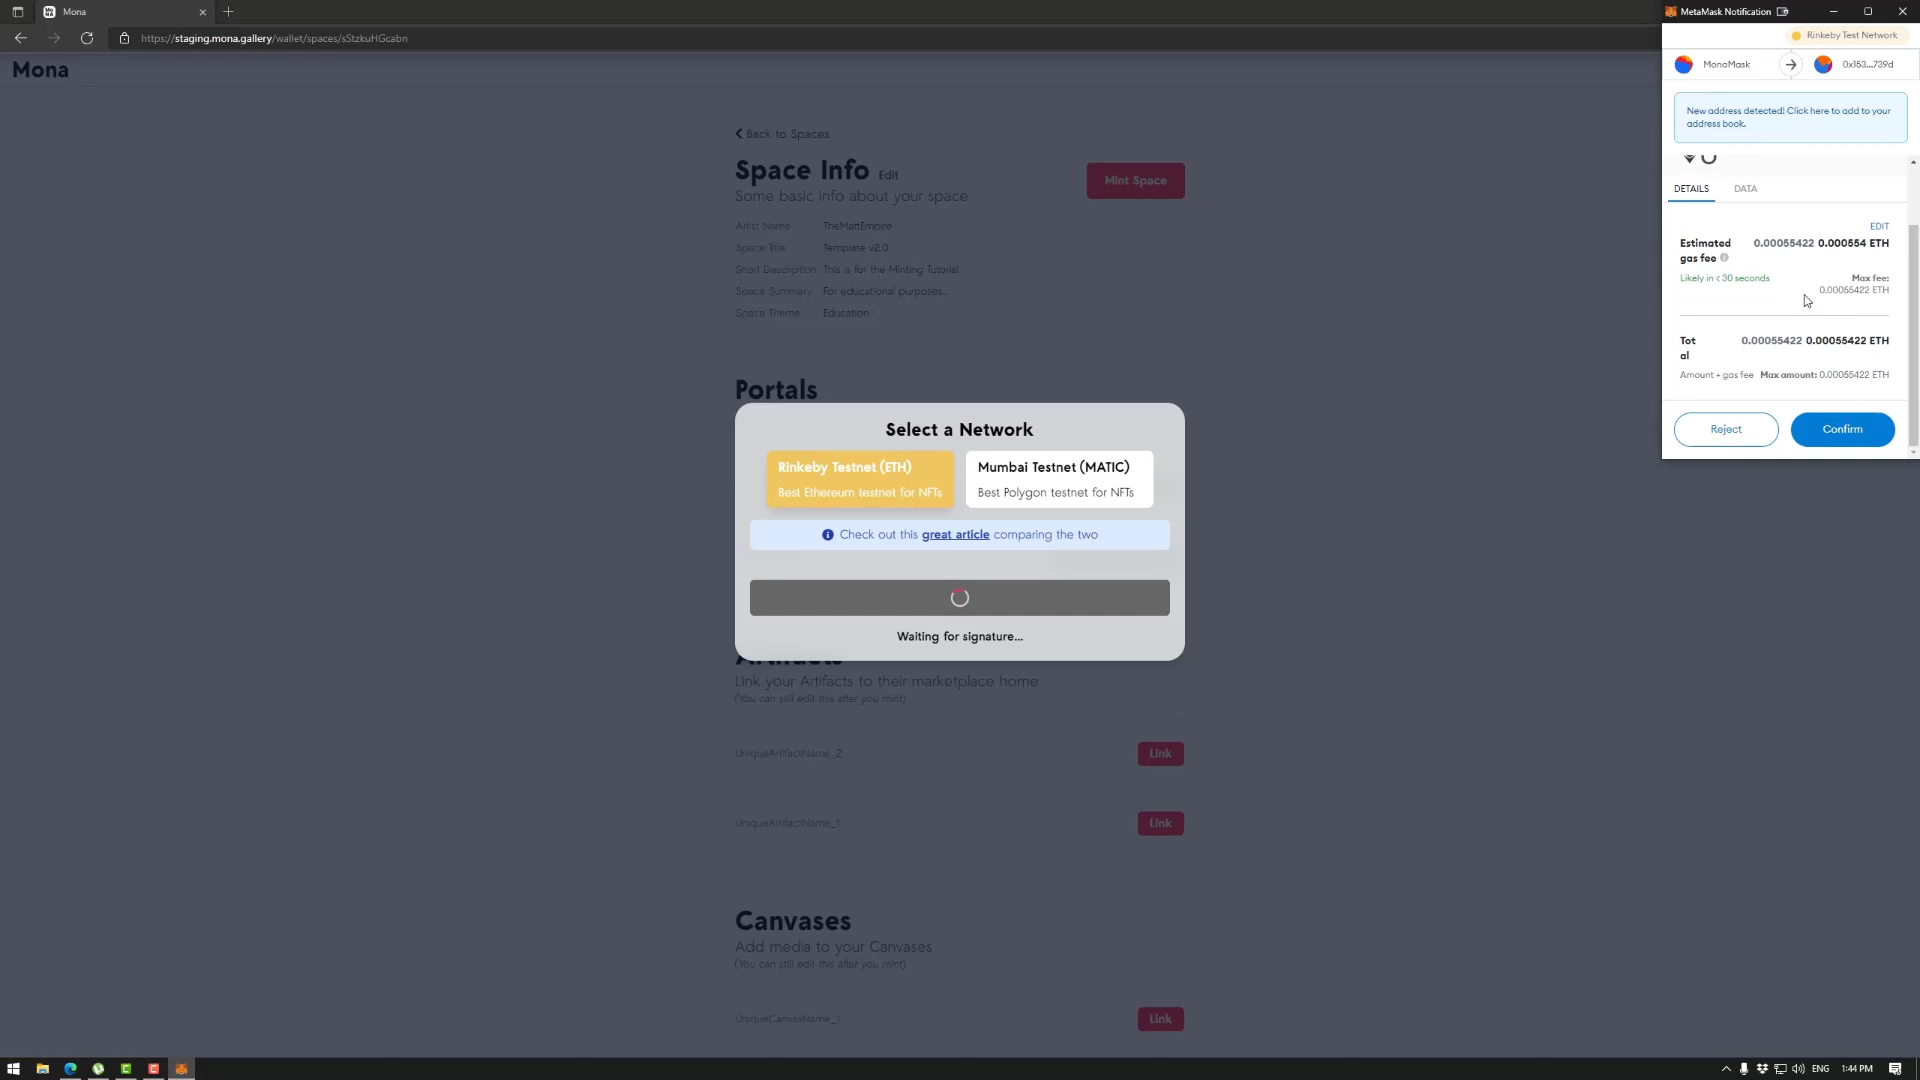 Mona
https://staging.mona.gallery/wallet/spaces/sStzkuHGcabn
Mona
Back to Spaces
Space Info Edit
Some basic info about your space
Mint Space
Artist Name TheMattEmpire
Space Title Template v2.0
Short Description This is for the Minting Tutorial
Space Summary For educational purposes...
Space Theme Education
Portals
Select a Network
Rinkeby Testnet (ETH)
Best Ethereum testnet for NFTs
Mumbai Testnet (MATIC)
Best Polygon testnet for NFTs
Check out this great article comparing the two
Waiting for signature...
Artifacts
Link your Artifacts to their marketplace home
(You can still edit this after you mint)
UniqueArtifactName_2 Link
UniqueArtifactName_1 Link
Canvases
Add media to your Canvases
(You can still edit this after you mint)
UniqueCanvasName_1 Link
MetaMask Notification
Rinkeby Test Network
MonaMask 0x153...739d
New address detected! Click here to add to your
address book.
DETAILS DATA
EDIT
Estimated 0.00055422 0.000554 ETH
gas fee
Likely in < 30 seconds Max fee:
0.00055422 ETH
Tot 0.00055422 0.00055422 ETH
al
Amount + gas fee Max amount: 0.00055422 ETH
Reject Confirm
ENG 1:44 PM